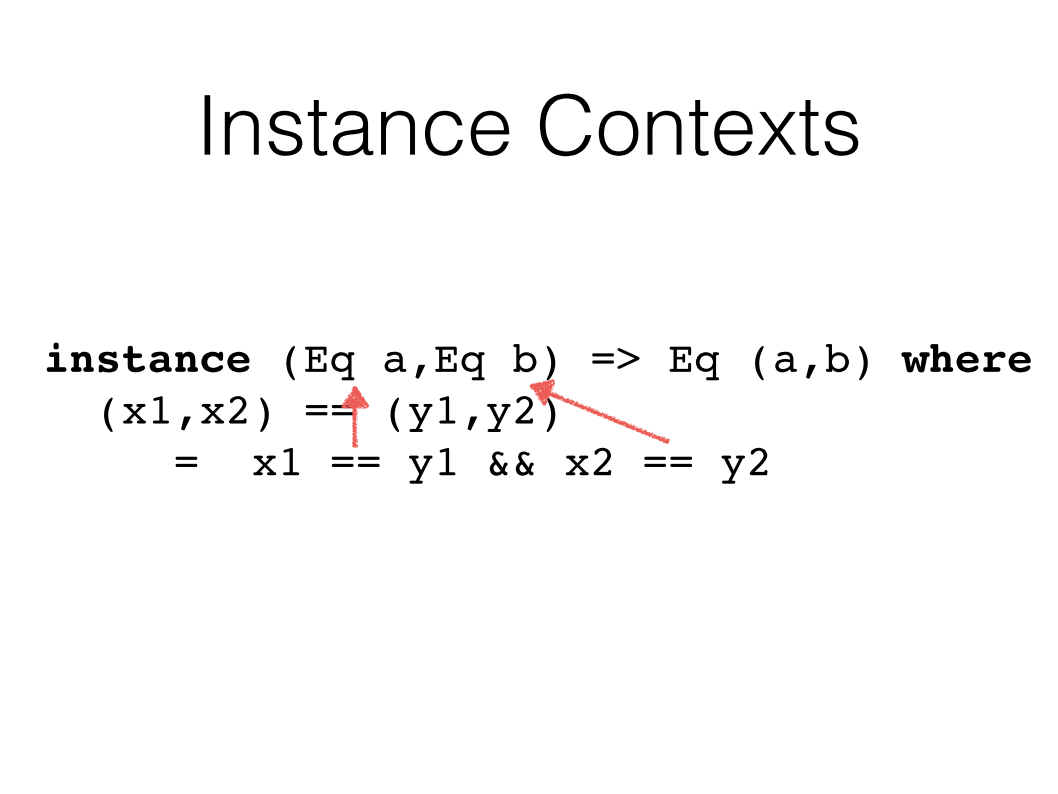 Instance Contexts
instance (Eq a,Eq b) => Eq (a,b) where
  (x1,x2) == (y1,y2)
     =  x1 == y1 && x2 == y2